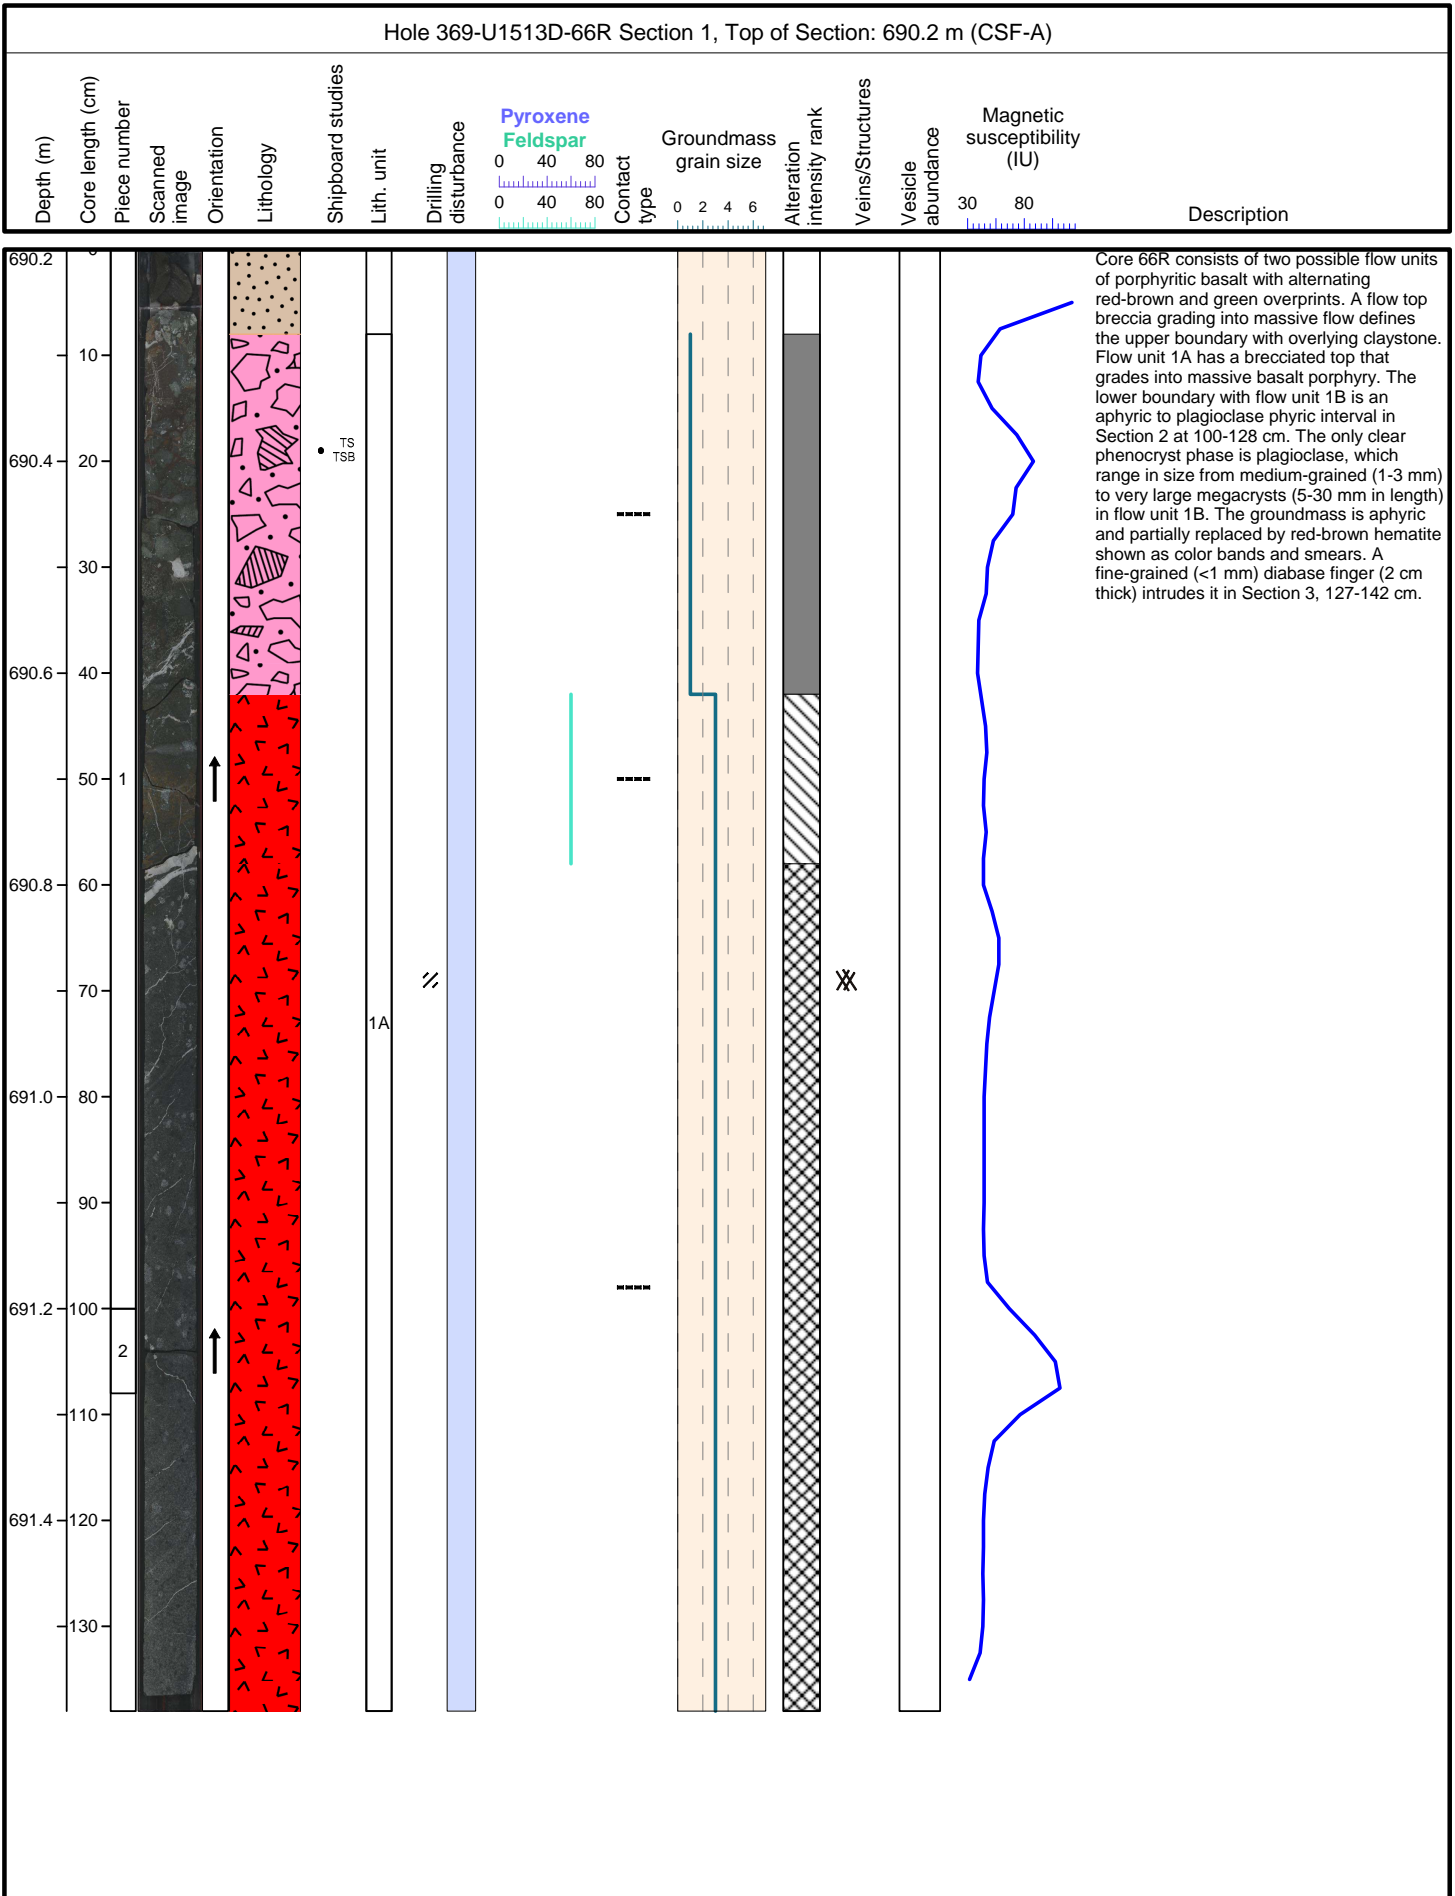 Hole 369-U1513D-66R Section 1, Top of Section: 690.2 m (CSF-A)
Depth (m)
Core length (cm)
Piece number
Scanned
image
Orientation
Lithology
Shipboard studies
Lith. unit
Drilling
disturbance
Pyroxene
Feldspar
0 40 80
0 40 80
Contact
type
Groundmass
grain size
0 2 4 6
Alteration
intensity rank
Veins/Structures
Vesicle
abundance
Magnetic
susceptibility
(IU)
30 80
Description
690.2
690.4
690.6
690.8
691.0
691.2
691.4
0
10
20
30
40
50
60
70
80
90
100
110
120
130
1
2
TS
TSB
1A
Core 66R consists of two possible flow units
of porphyritic basalt with alternating
red-brown and green overprints. A flow top
breccia grading into massive flow defines
the upper boundary with overlying claystone.
Flow unit 1A has a brecciated top that
grades into massive basalt porphyry. The
lower boundary with flow unit 1B is an
aphyric to plagioclase phyric interval in
Section 2 at 100-128 cm. The only clear
phenocryst phase is plagioclase, which
range in size from medium-grained (1-3 mm)
to very large megacrysts (5-30 mm in length)
in flow unit 1B. The groundmass is aphyric
and partially replaced by red-brown hematite
shown as color bands and smears. A
fine-grained (<1 mm) diabase finger (2 cm
thick) intrudes it in Section 3, 127-142 cm.